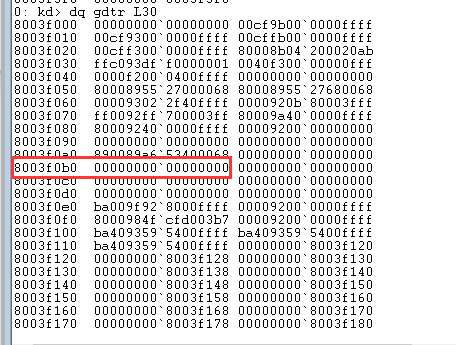 0: kd> dq gdtr L30
8003f000 00000000`00000000 00cf9b00`0000ffff
8003f010 00cf9300`0000ffff 00cffb00`0000ffff
8003f020 00cff300`0000ffff 80008b04`200020ab
8003f030 ffc093df`f0000001 0040f300`00000fff
8003f040 0000f200`0400ffff 00000000`00000000
8003f050 80008955`27000068 80008955`27680068
8003f060 00009302`2f40ffff 0000920b`80003fff
8003f070 ff0092ff`700003ff 80009a40`0000ffff
8003f080 80009240`0000ffff 00009200`00000000
8003f090 00000000`00000000 00000000`00000000
8003f0a0 890089a6`53400068 00000000`00000000
8003f0b0 00000000`00000000 00000000`00000000
8003f0c0 00000000`00000000 00000000`00000000
8003f0d0 00000000`00000000 00000000`00000000
8003f0e0 ba009f92`8000ffff 00009200`0000ffff
8003f0f0 8000984f`cfd003b7 00009200`0000ffff
8003f100 ba409359`5400ffff ba409359`5400ffff
8003f110 ba409359`5400ffff 00000000`8003f120
8003f120 00000000`8003f128 00000000`8003f130
8003f130 00000000`8003f138 00000000`8003f140
8003f140 00000000`8003f148 00000000`8003f150
8003f150 00000000`8003f158 00000000`8003f160
8003f160 00000000`8003f168 00000000`8003f170
8003f170 00000000`8003f178 00000000`8003f180